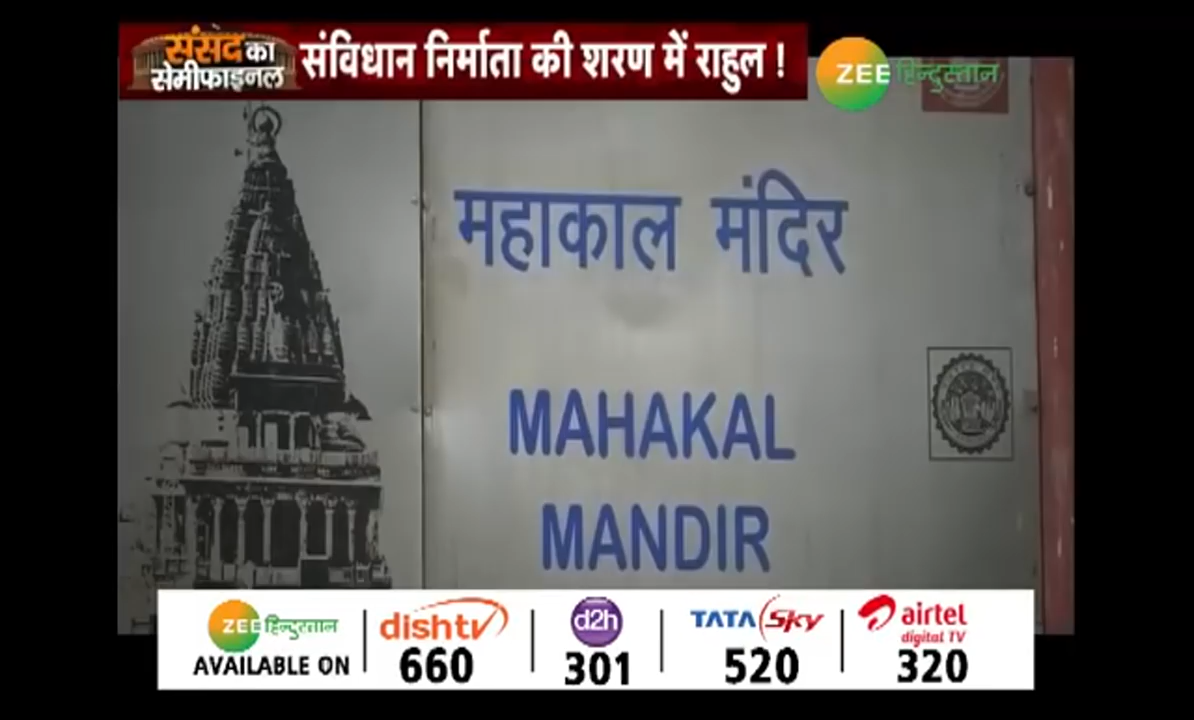 संसद का
सेमीफाइनल
संविधान निर्माता की शरण में राहुल !
ZEE हिन्दुस्तान
महाकाल मंदिर
MAHAKAL
MANDIR
ZEE हिन्दुस्तान
AVAILABLE ON
dishtv
660
d2h
301
TATA Sky
520
airtel
digital TV
320